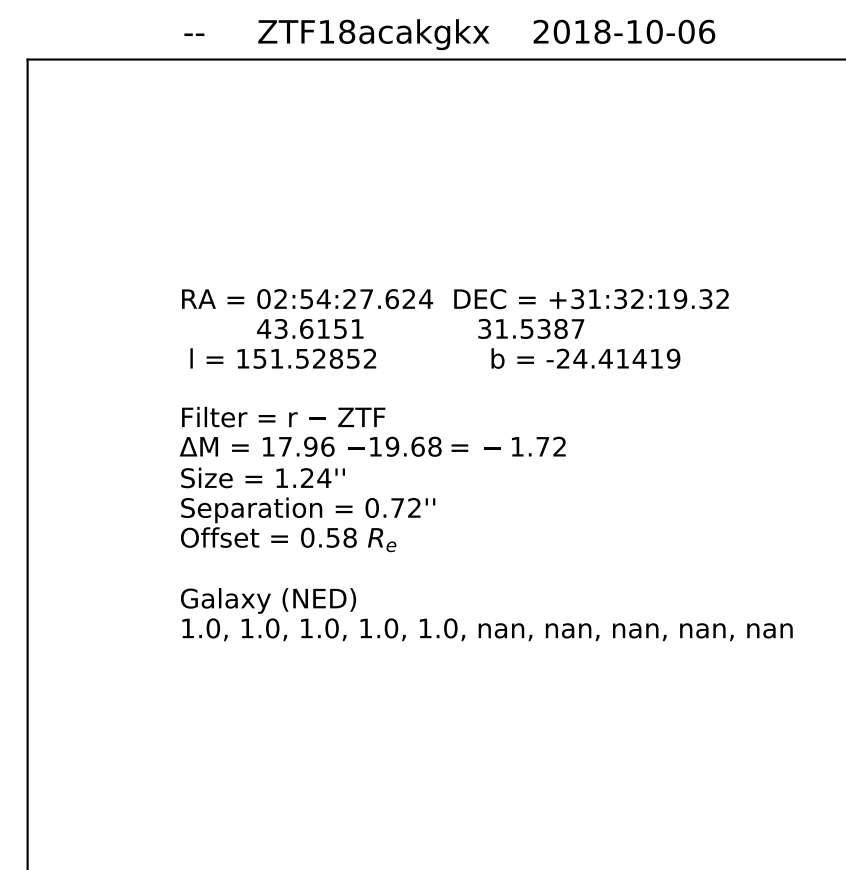 -- ZTF18acakgkx 2018-10-06
RA = 02:54:27.624 DEC = +31:32:19.32
43.6151 31.5387
l = 151.52852 b = -24.41419
Filter = r − ZTF
ΔM = 17.96 −19.68 = − 1.72
Size = 1.24''
Separation = 0.72''
Offset = 0.58 Re
Galaxy (NED)
1.0, 1.0, 1.0, 1.0, 1.0, nan, nan, nan, nan, nan